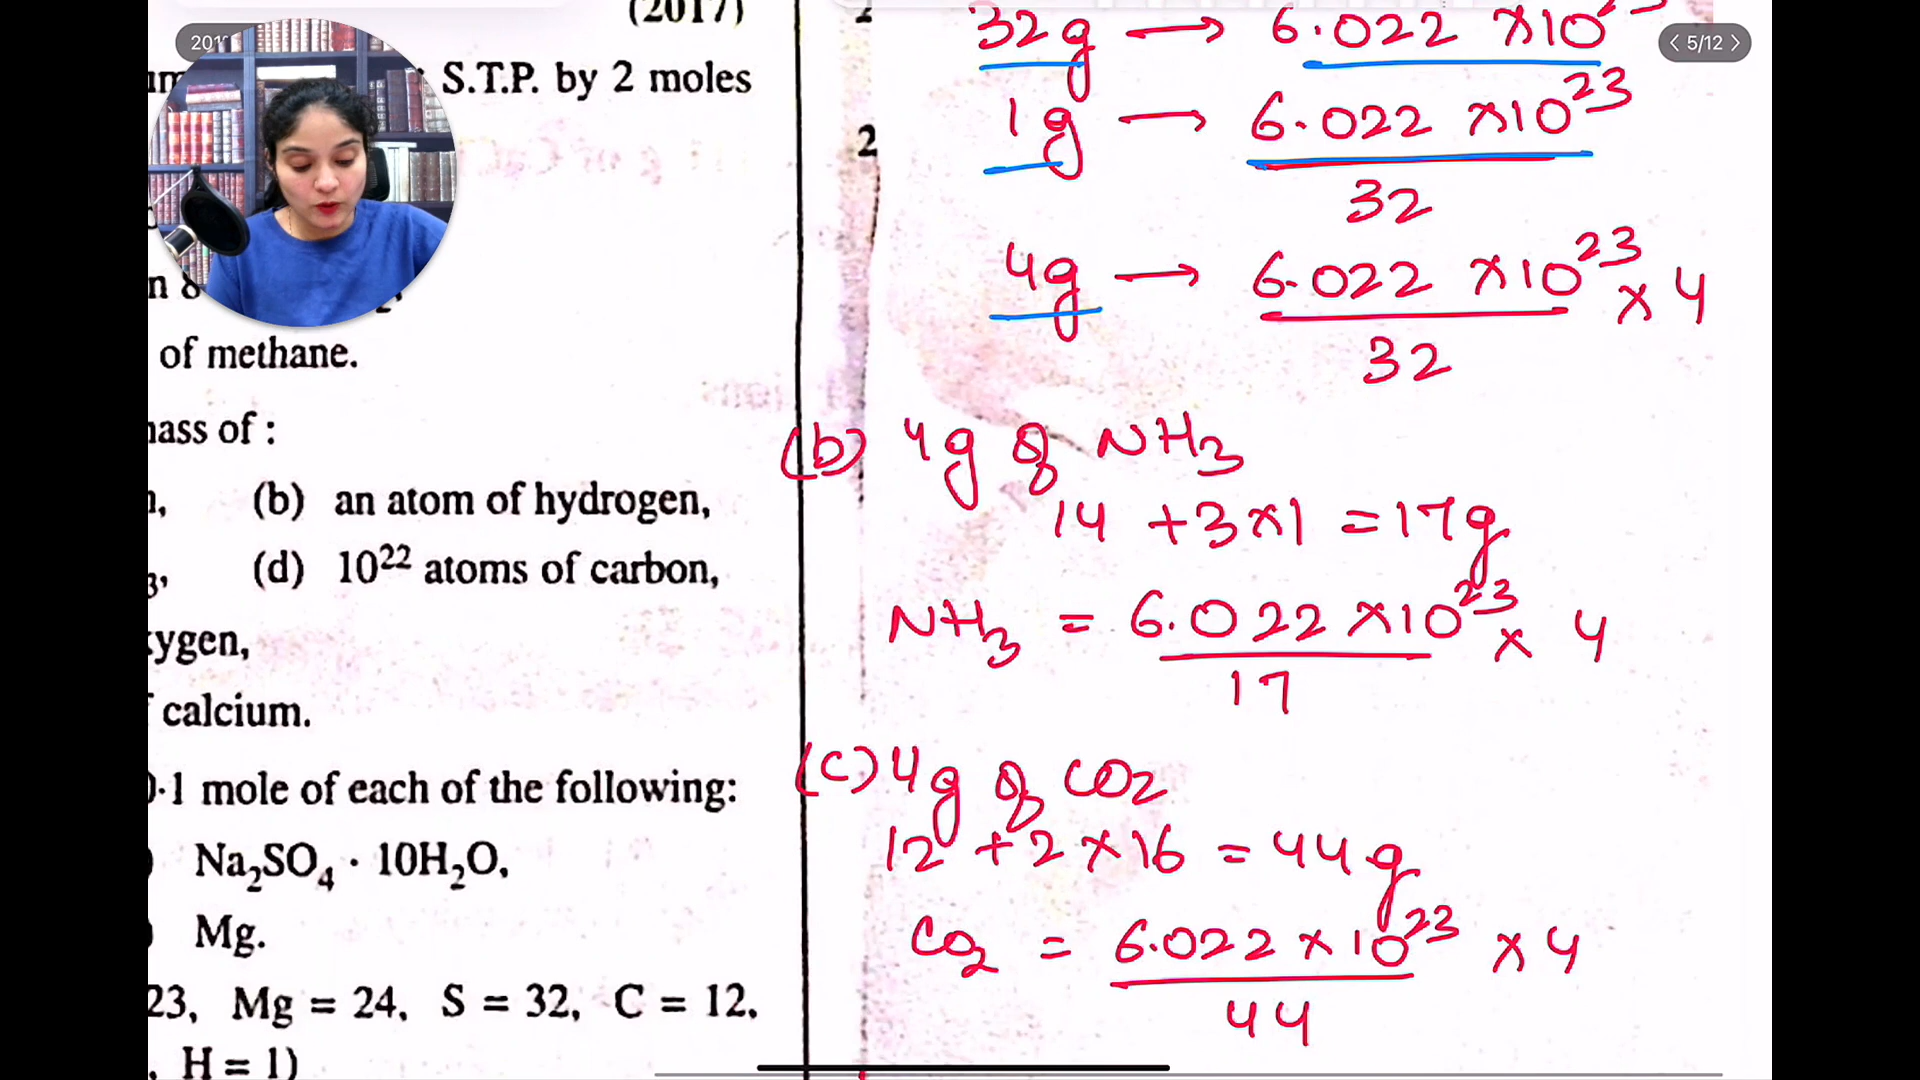 (2017)
2
201
S.T.P. by 2 moles
2
of methane.
ass of :
(b) an atom of hydrogen,
(d) 10²² atoms of carbon,
ygen,
calcium.
·1 mole of each of the following:
Na₂SO₄ · 10H₂O,
Mg.
23, Mg = 24, S = 32, C = 12,
, H = 1)
5/12
32g → 6.022 ×10²³
1g → 6.022 ×10²³
32
4g → 6.022 ×10²³ × 4
32
(b) 4g of NH₃
14 + 3×1 = 17g
NH₃ = 6.022×10²³ × 4
17
(c) 4g of CO₂
12 + 2 × 16 = 44g
CO₂ = 6.022 × 10²³ × 4
44